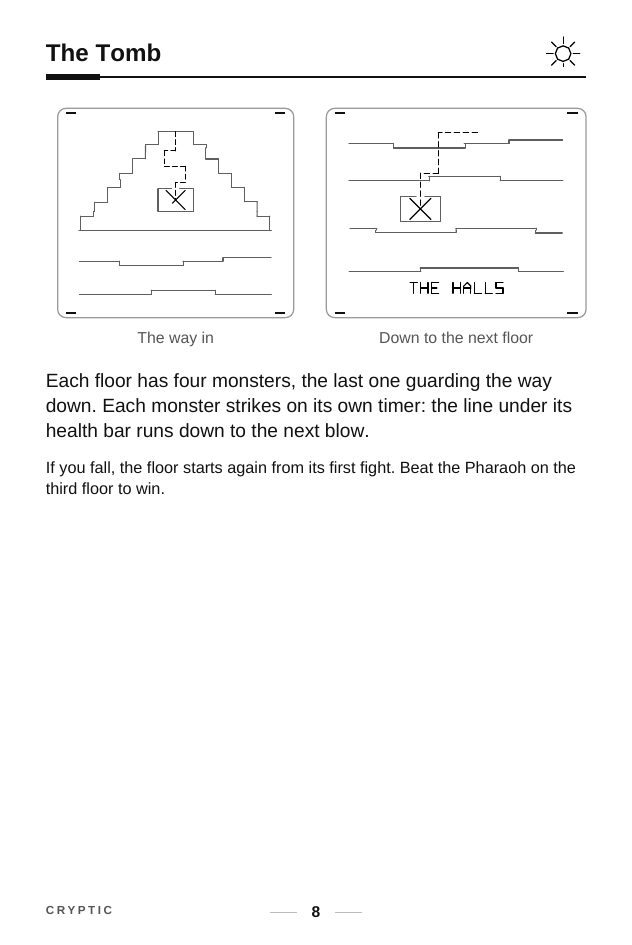 The Tomb
THE HALLS
The way in
Down to the next floor
Each floor has four monsters, the last one guarding the way
down. Each monster strikes on its own timer: the line under its
health bar runs down to the next blow.
If you fall, the floor starts again from its first fight. Beat the Pharaoh on the
third floor to win.
CRYPTIC
8